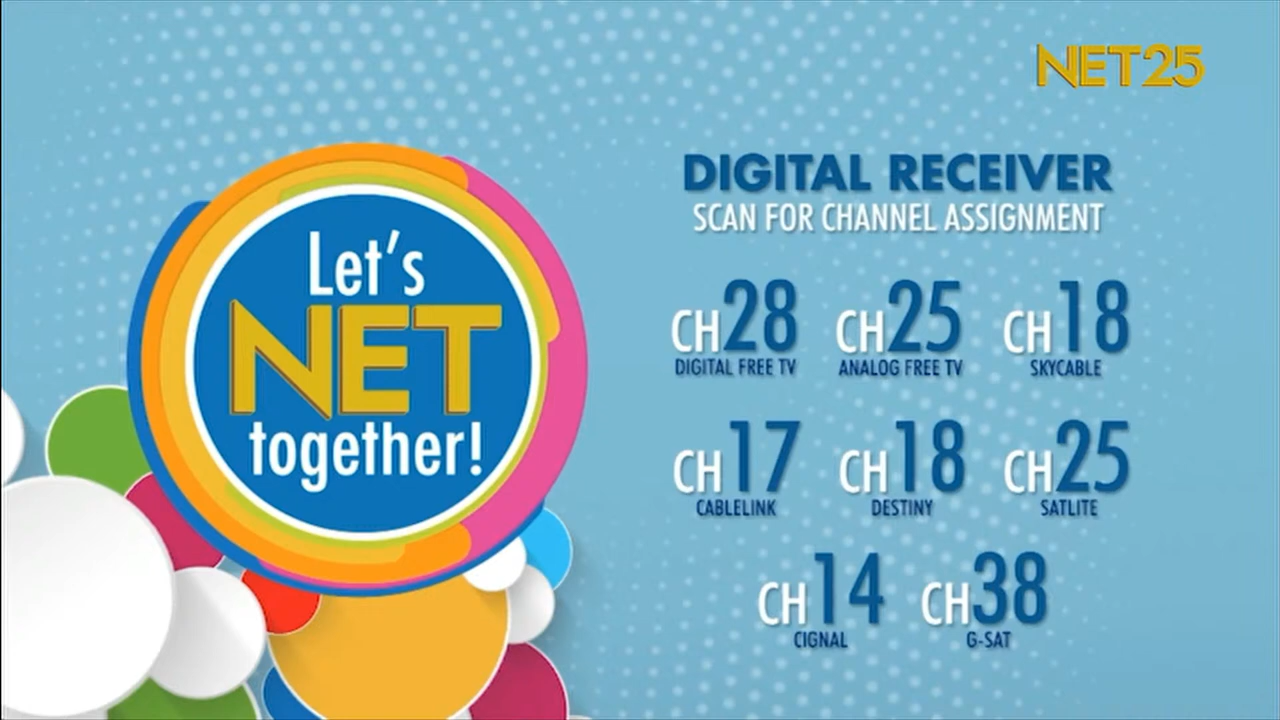 NET25
Let's
NET
together!
DIGITAL RECEIVER
SCAN FOR CHANNEL ASSIGNMENT
CH28 CH25 CH18
DIGITAL FREE TV ANALOG FREE TV SKYCABLE
CH17 CH18 CH25
CABLELINK DESTINY SATLITE
CH14 CH38
CIGNAL G-SAT